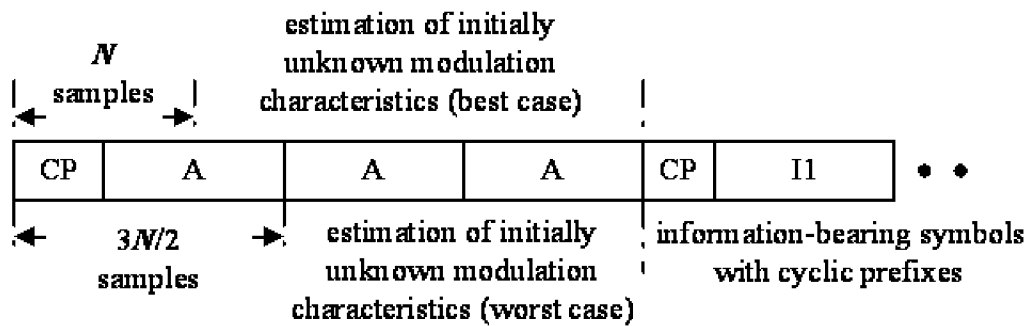 estimation of initially
unknown modulation
characteristics (best case)
N
samples
CP A A A CP I1 • •
3N/2
samples
estimation of initially
unknown modulation
characteristics (worst case)
information-bearing symbols
with cyclic prefixes